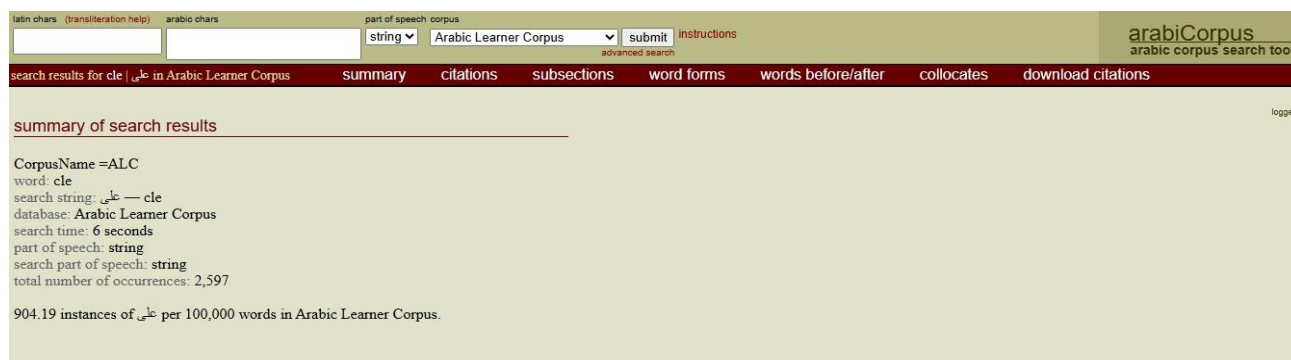 latin chars (transliteration help) arabic chars part of speech corpus
string Arabic Learner Corpus submit instructions
advanced search
arabiCorpus
arabic corpus search too
search results for cle | على in Arabic Learner Corpus summary citations subsections word forms words before/after collocates download citations
logge
summary of search results
CorpusName =ALC
word: cle
search string: على — cle
database: Arabic Learner Corpus
search time: 6 seconds
part of speech: string
search part of speech: string
total number of occurrences: 2,597
904.19 instances of على per 100,000 words in Arabic Learner Corpus.